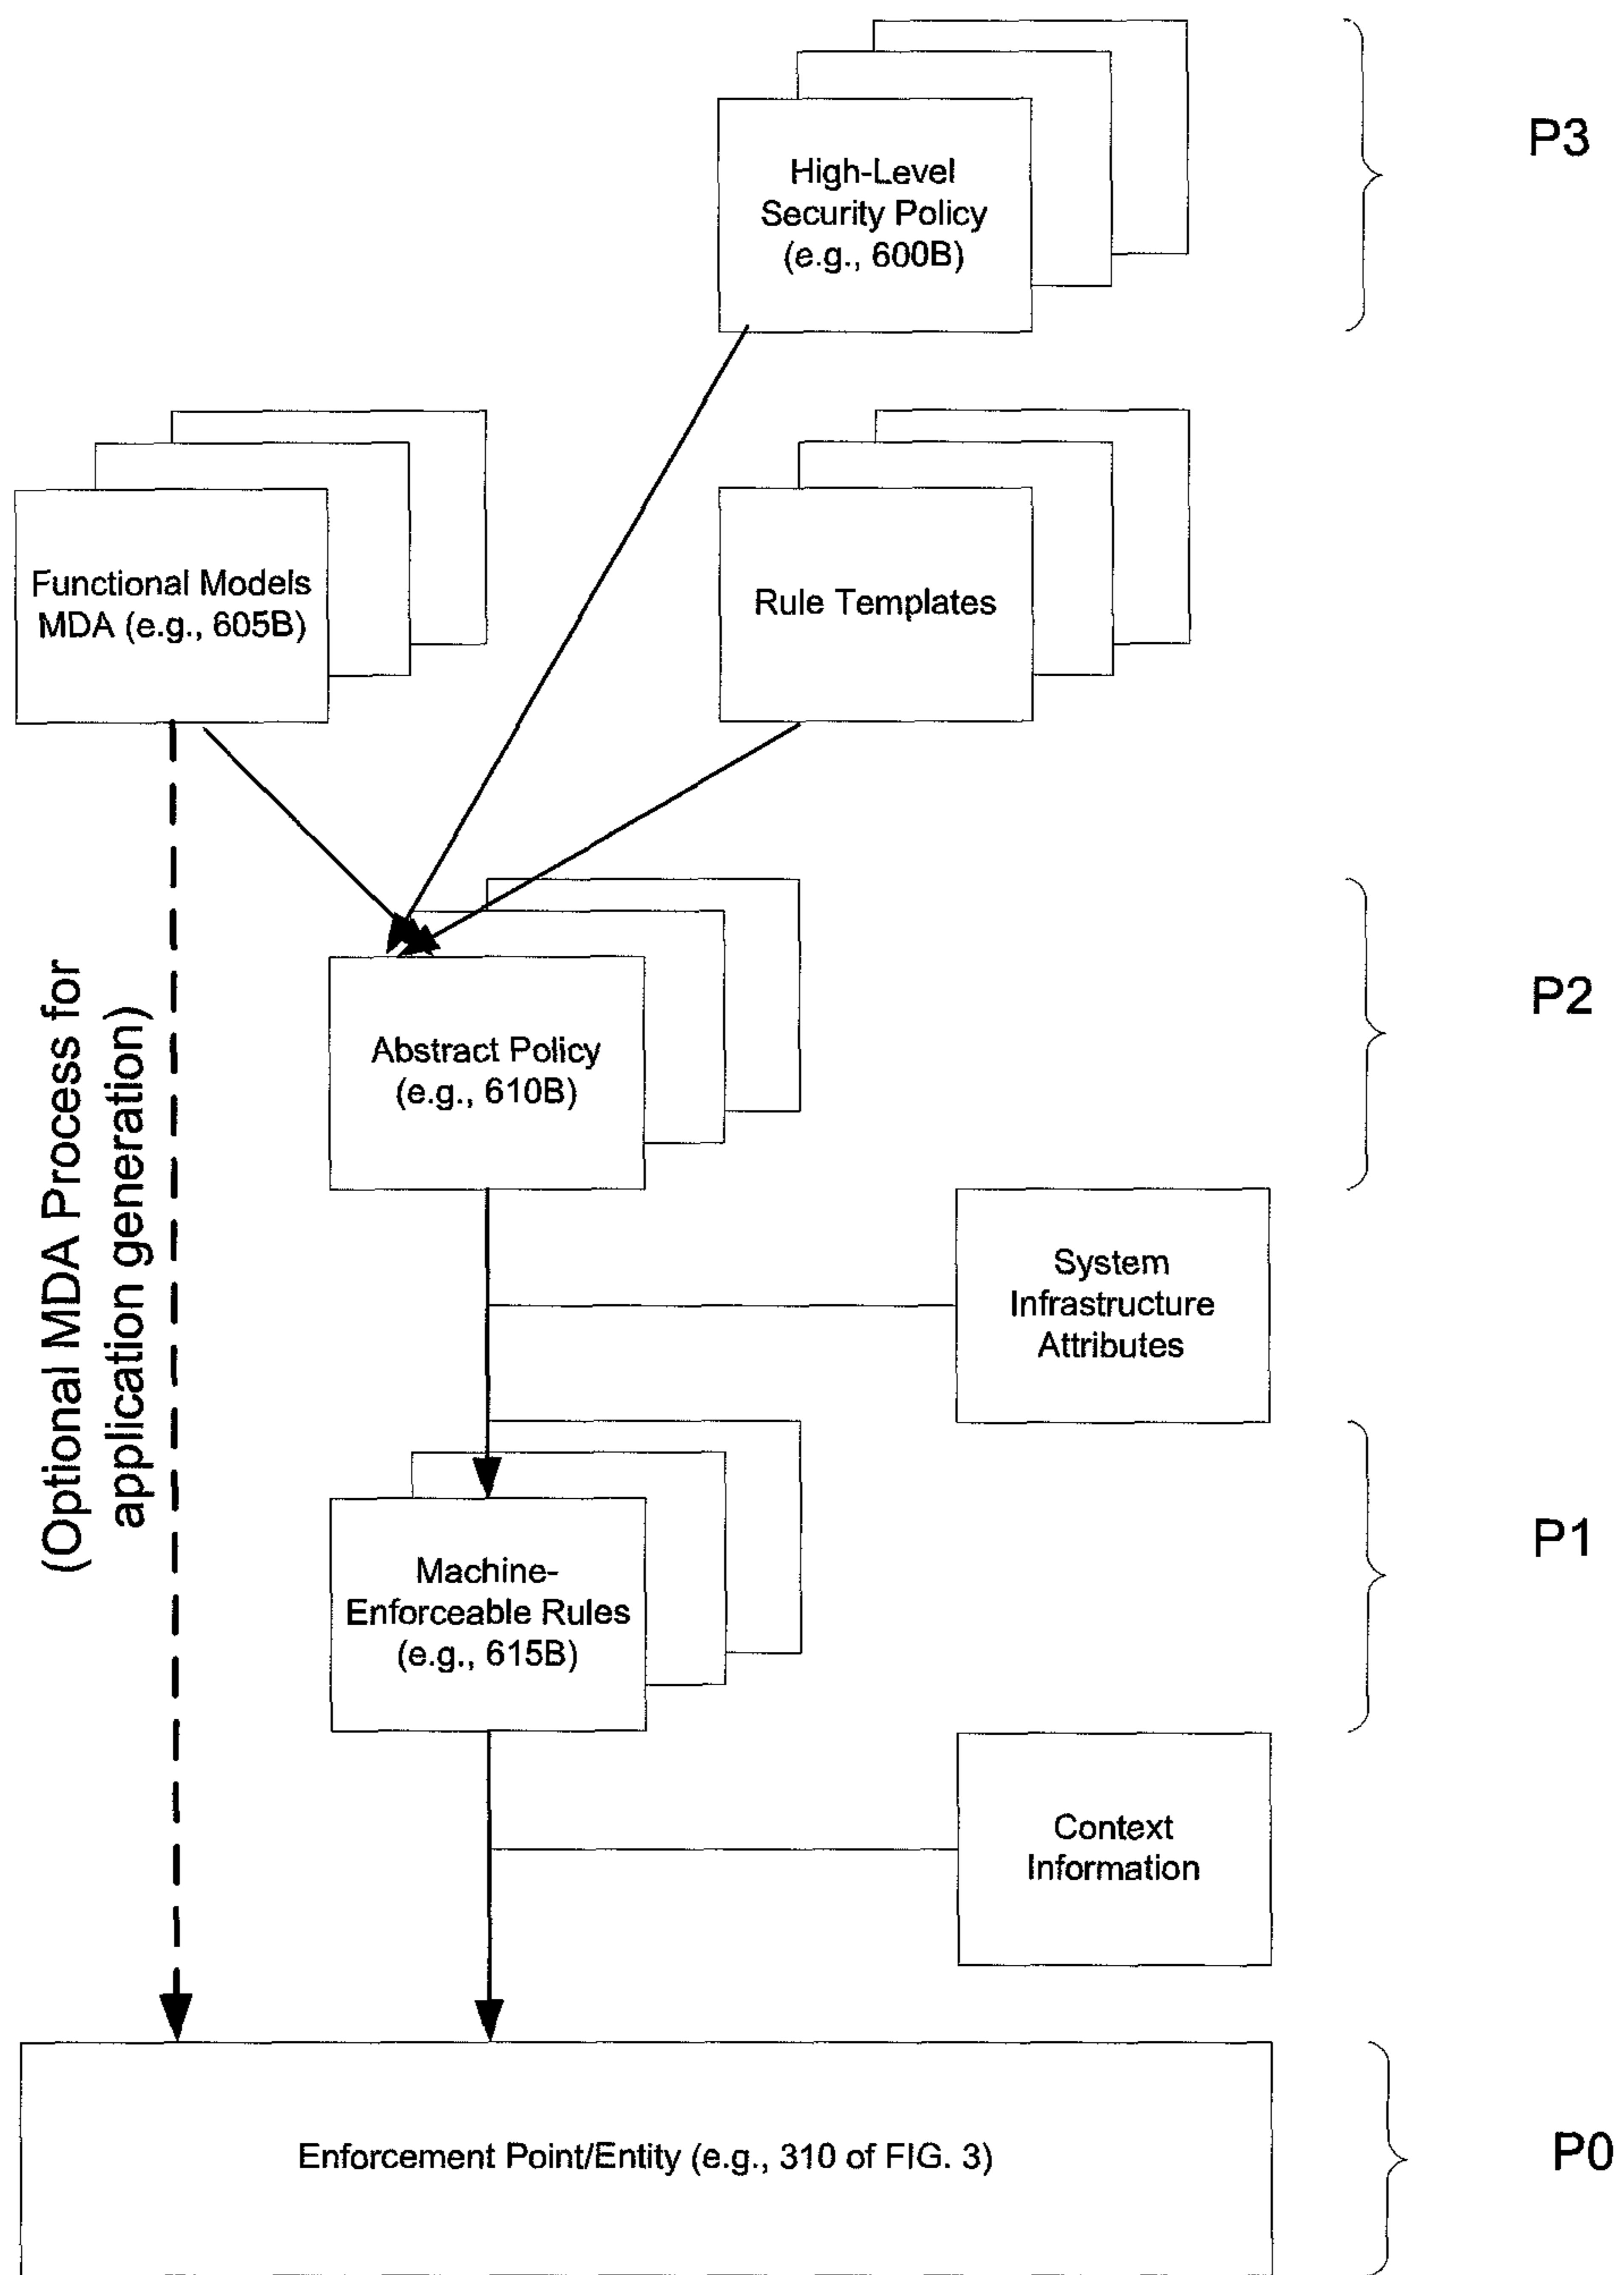 P3
High-Level
Security Policy
(e.g., 600B)
Functional Models
MDA (e.g., 605B)
Rule Templates
P2
Abstract Policy
(e.g., 610B)
(Optional MDA Process for
application generation)
System
Infrastructure
Attributes
P1
Machine-
Enforceable Rules
(e.g., 615B)
Context
Information
Enforcement Point/Entity (e.g., 310 of FIG. 3)
P0